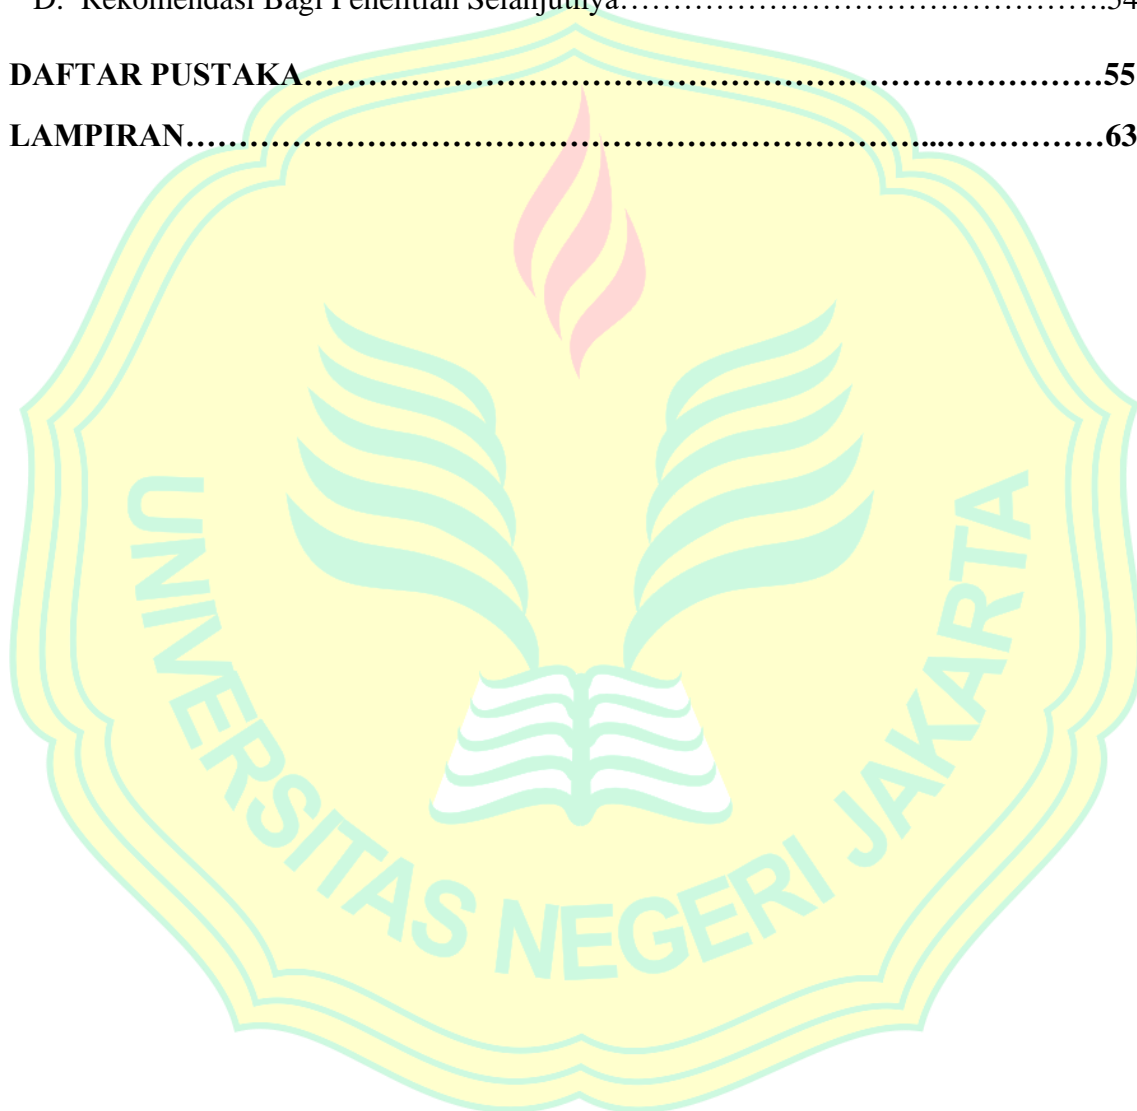 D. Rekomendasi Bagi Penelitian Selanjutnya……………………………………….54
DAFTAR PUSTAKA…………………………………………………………………55
LAMPIRAN…………………………………………………………...……………63
UNIVERSITAS NEGERI JAKARTA